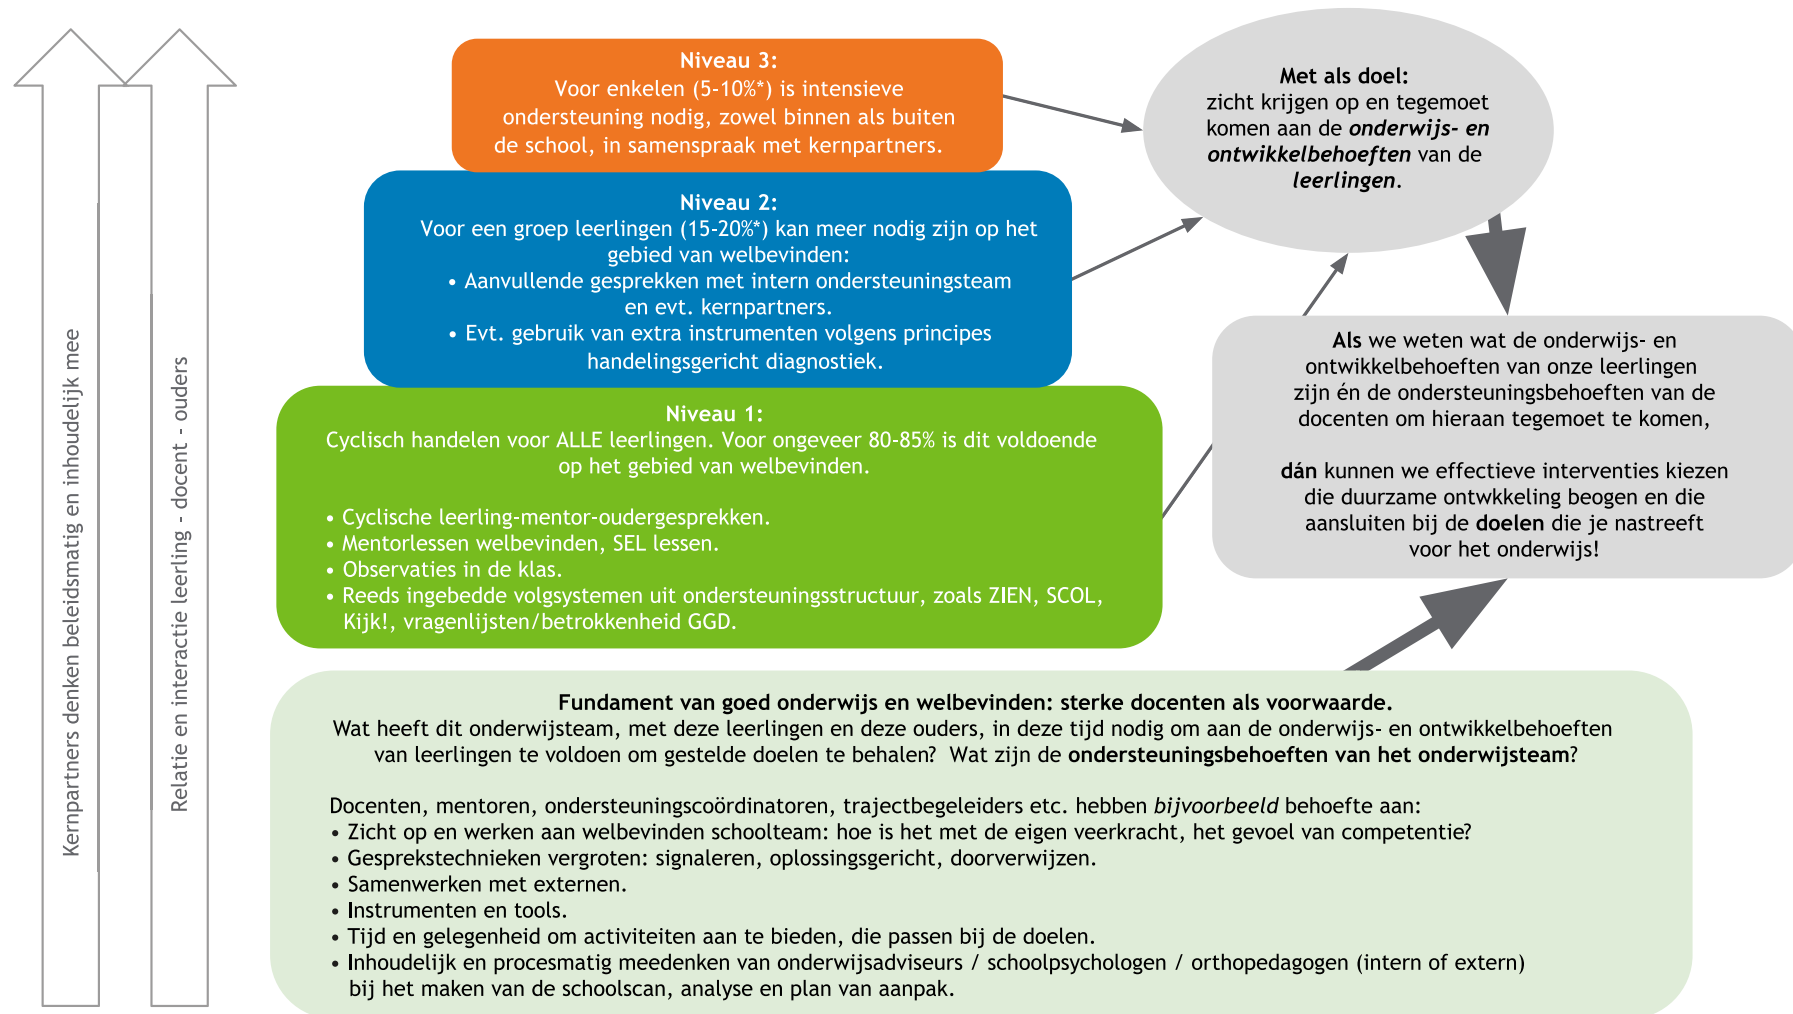 Kernpartners denken beleidsmatig en inhoudelijk mee
Relatie en interactie leerling - docent - ouders
Niveau 3:
Voor enkelen (5-10%*) is intensieve
ondersteuning nodig, zowel binnen als buiten
de school, in samenspraak met kernpartners.
Niveau 2:
Voor een groep leerlingen (15-20%*) kan meer nodig zijn op het
gebied van welbevinden:
• Aanvullende gesprekken met intern ondersteuningsteam
en evt. kernpartners.
• Evt. gebruik van extra instrumenten volgens principes
handelingsgericht diagnostiek.
Niveau 1:
Cyclisch handelen voor ALLE leerlingen. Voor ongeveer 80-85% is dit voldoende
op het gebied van welbevinden.
• Cyclische leerling-mentor-oudergesprekken.
• Mentorlessen welbevinden, SEL lessen.
• Observaties in de klas.
• Reeds ingebedde volgsystemen uit ondersteuningsstructuur, zoals ZIEN, SCOL,
Kijk!, vragenlijsten/betrokkenheid GGD.
Met als doel:
zicht krijgen op en tegemoet
komen aan de onderwijs- en
ontwikkelbehoeften van de
leerlingen.
Als we weten wat de onderwijs- en
ontwikkelbehoeften van onze leerlingen
zijn én de ondersteuningsbehoeften van de
docenten om hieraan tegemoet te komen,
dán kunnen we effectieve interventies kiezen
die duurzame ontwkkeling beogen en die
aansluiten bij de doelen die je nastreeft
voor het onderwijs!
Fundament van goed onderwijs en welbevinden: sterke docenten als voorwaarde.
Wat heeft dit onderwijsteam, met deze leerlingen en deze ouders, in deze tijd nodig om aan de onderwijs- en ontwikkelbehoeften
van leerlingen te voldoen om gestelde doelen te behalen? Wat zijn de ondersteuningsbehoeften van het onderwijsteam?
Docenten, mentoren, ondersteuningscoördinatoren, trajectbegeleiders etc. hebben bijvoorbeeld behoefte aan:
• Zicht op en werken aan welbevinden schoolteam: hoe is het met de eigen veerkracht, het gevoel van competentie?
• Gesprekstechnieken vergroten: signaleren, oplossingsgericht, doorverwijzen.
• Samenwerken met externen.
• Instrumenten en tools.
• Tijd en gelegenheid om activiteiten aan te bieden, die passen bij de doelen.
• Inhoudelijk en procesmatig meedenken van onderwijsadviseurs / schoolpsychologen / orthopedagogen (intern of extern)
bij het maken van de schoolscan, analyse en plan van aanpak.